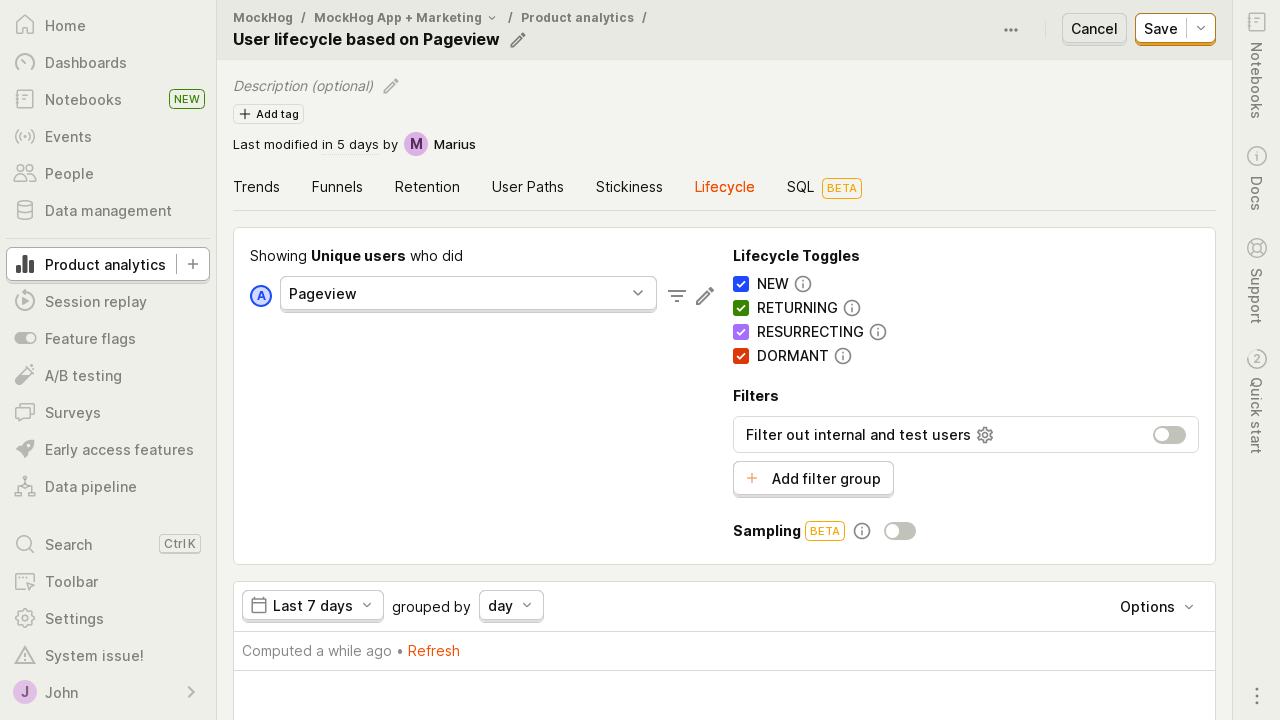 Home
Dashboards
Notebooks NEW
Events
People
Data management
Product analytics
Session replay
Feature flags
A/B testing
Surveys
Early access features
Data pipeline
Search Ctrl K
Toolbar
Settings
System issue!
J John
MockHog / MockHog App + Marketing / Product analytics /
User lifecycle based on Pageview
Cancel Save
Description (optional)
Add tag
Last modified in 5 days by M Marius
Trends Funnels Retention User Paths Stickiness Lifecycle SQL BETA
Showing Unique users who did
A Pageview
Lifecycle Toggles
NEW
RETURNING
RESURRECTING
DORMANT
Filters
Filter out internal and test users
Add filter group
Sampling BETA
Last 7 days grouped by day Options
Computed a while ago • Refresh
Notebooks
Docs
Support
2 Quick start